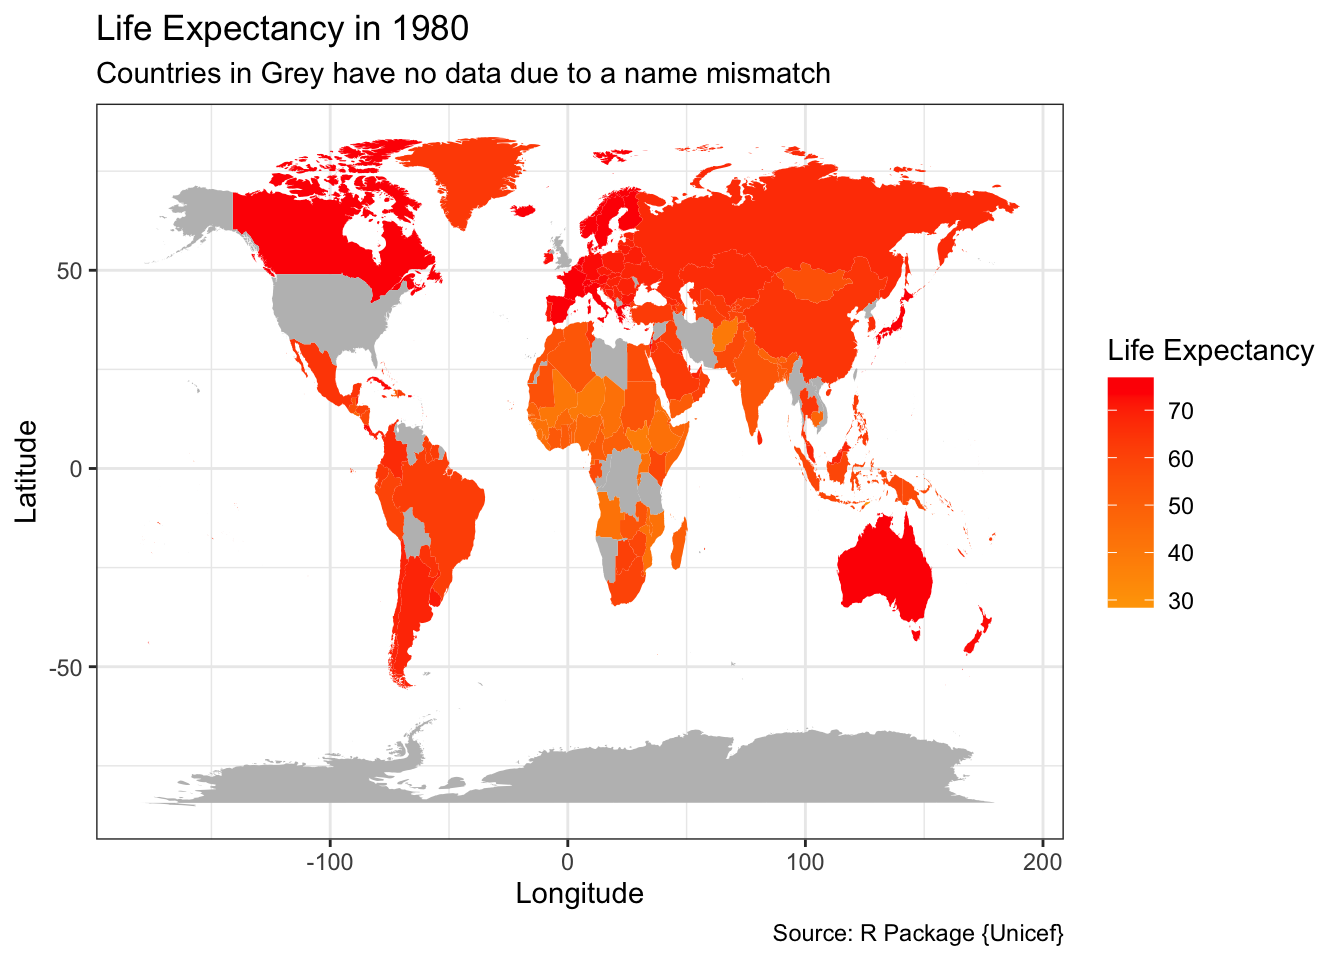 Life Expectancy in 1980
Countries in Grey have no data due to a name mismatch
Life Expectancy
70
60
50
40
30
50
0
-50
Latitude
-100
0
100
200
Longitude
Source: R Package {Unicef}